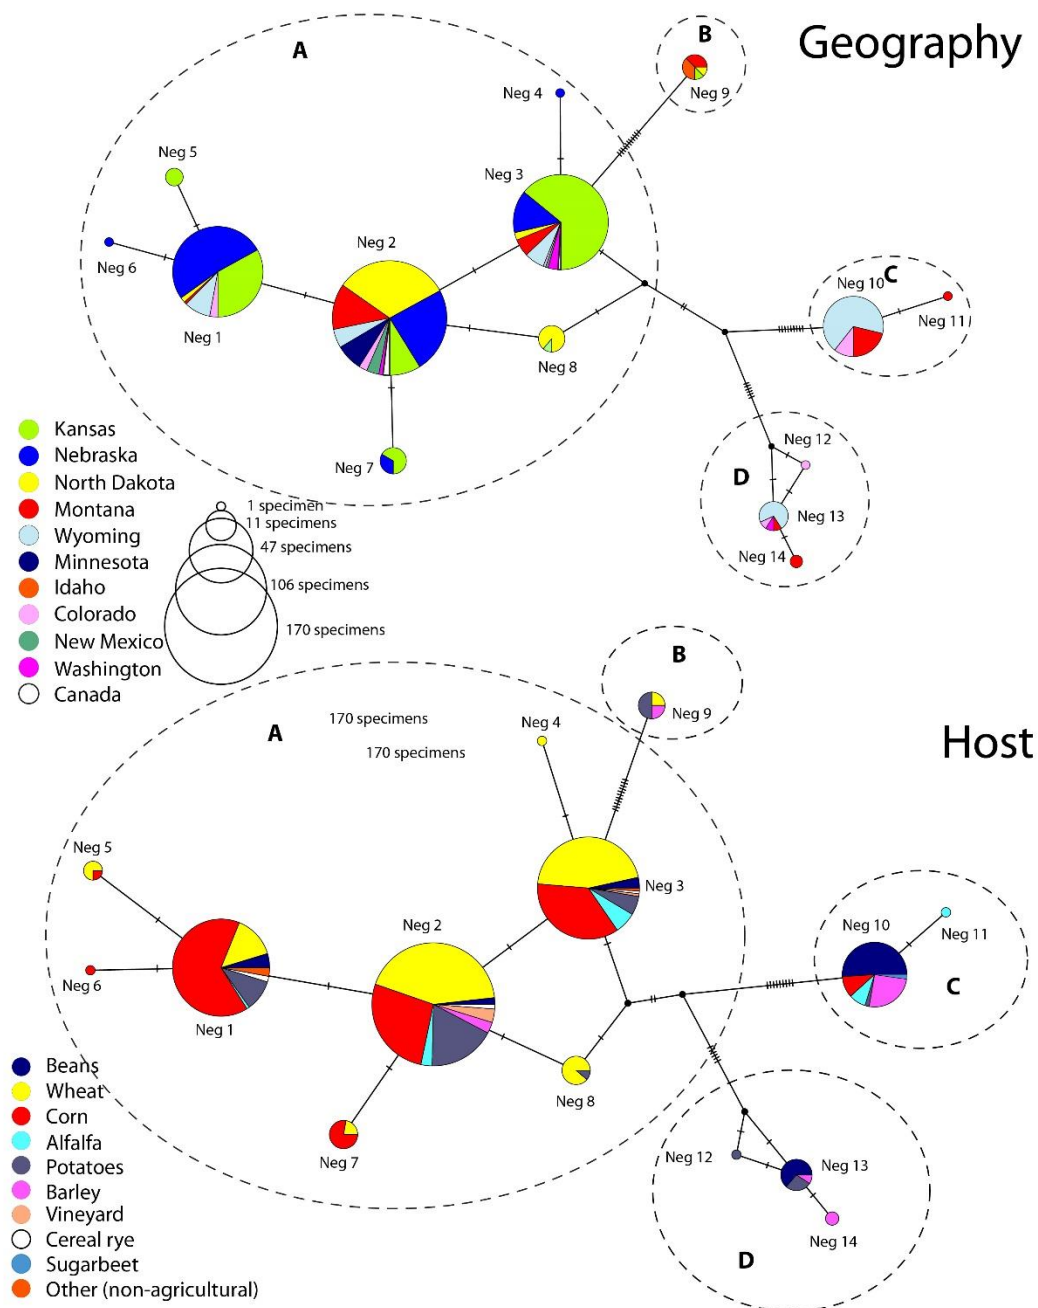 Geography
A
B
Neg 9
Neg 4
Neg 5
Neg 3
Neg 2
Neg 6
Neg 1
Neg 10
C
Neg 11
Neg 8
Neg 7
Neg 12
D
Neg 13
Neg 14
Kansas
Nebraska
North Dakota
Montana
Wyoming
Minnesota
Idaho
Colorado
New Mexico
Washington
Canada
1 specimen
11 specimens
47 specimens
106 specimens
170 specimens
Host
A
B
170 specimens
170 specimens
Neg 9
Neg 4
Neg 5
Neg 3
Neg 2
Neg 6
Neg 1
Neg 10
Neg 11
C
Neg 8
Neg 7
Neg 12
Neg 13
Neg 14
D
Beans
Wheat
Corn
Alfalfa
Potatoes
Barley
Vineyard
Cereal rye
Sugarbeet
Other (non-agricultural)